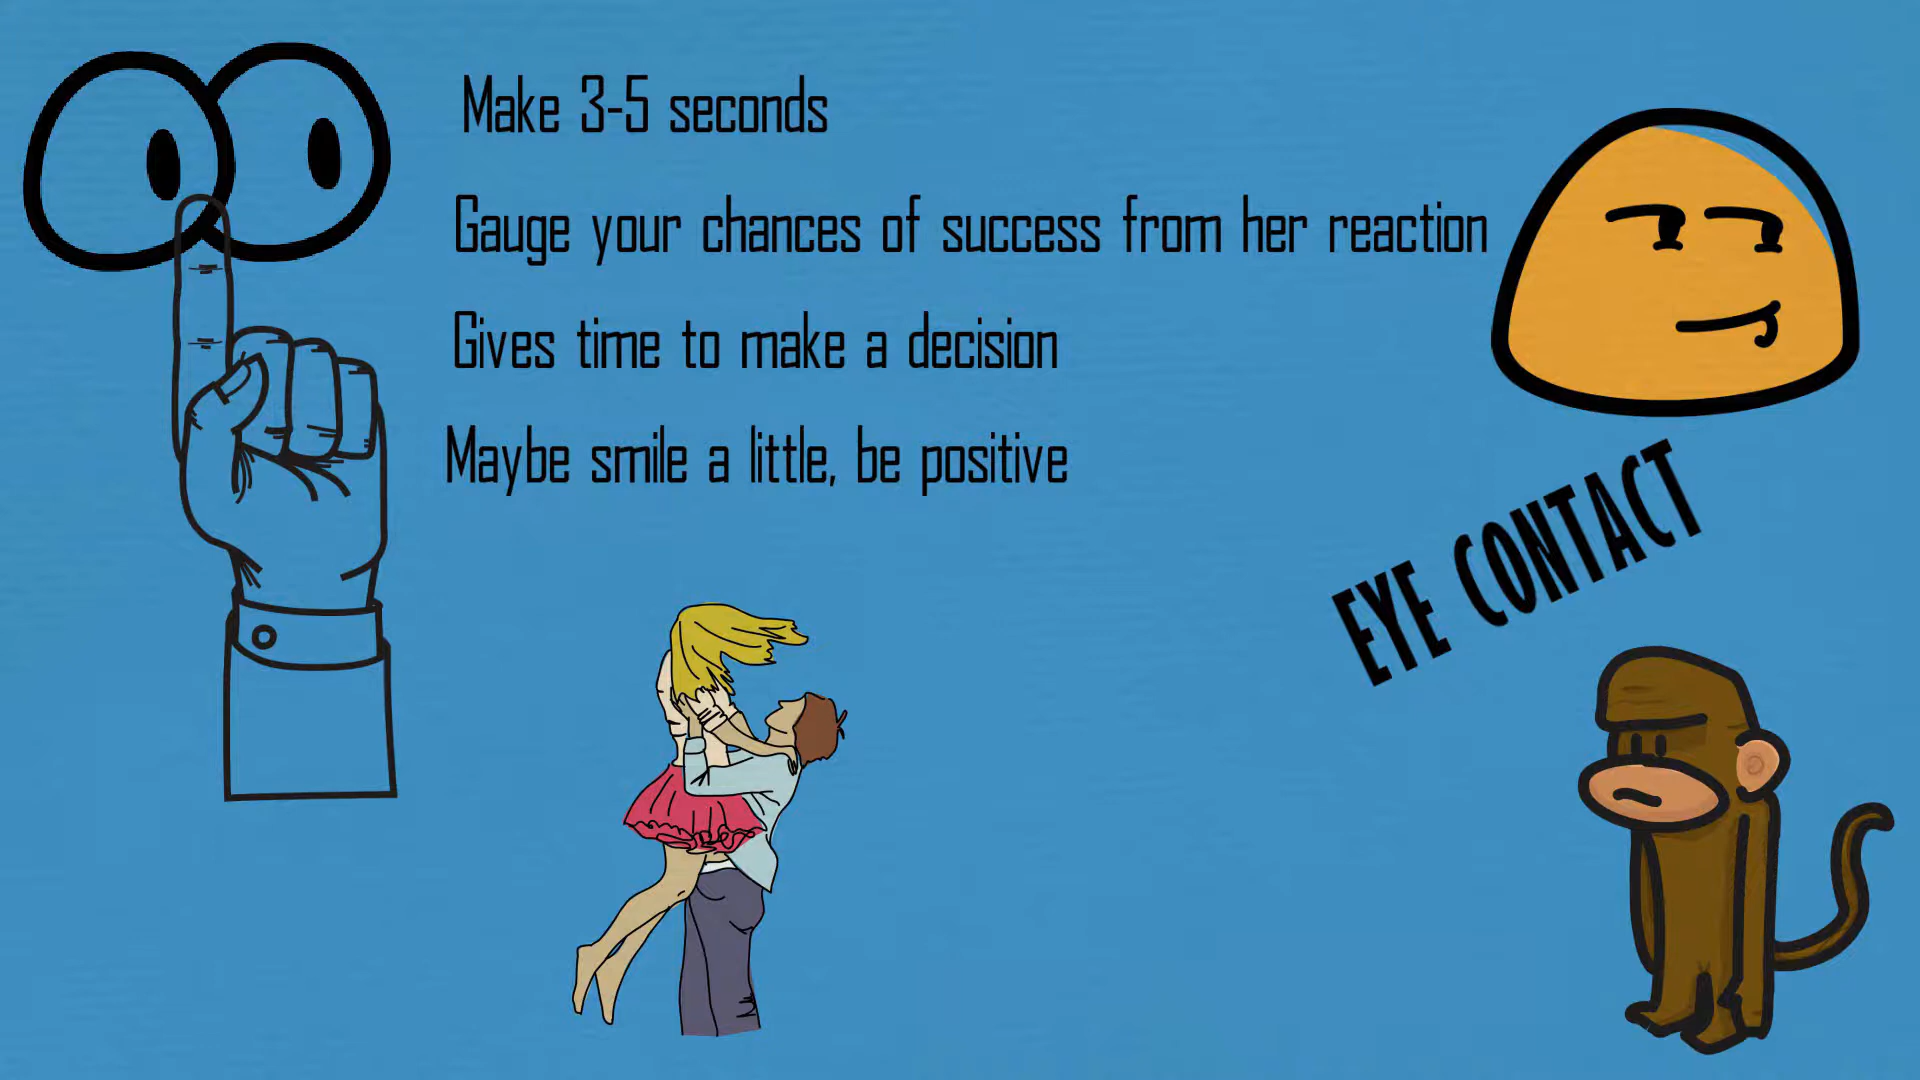 Make 3-5 seconds
Gauge your chances of success from her reaction
Gives time to make a decision
Maybe smile a little, be positive
EYE CONTACT